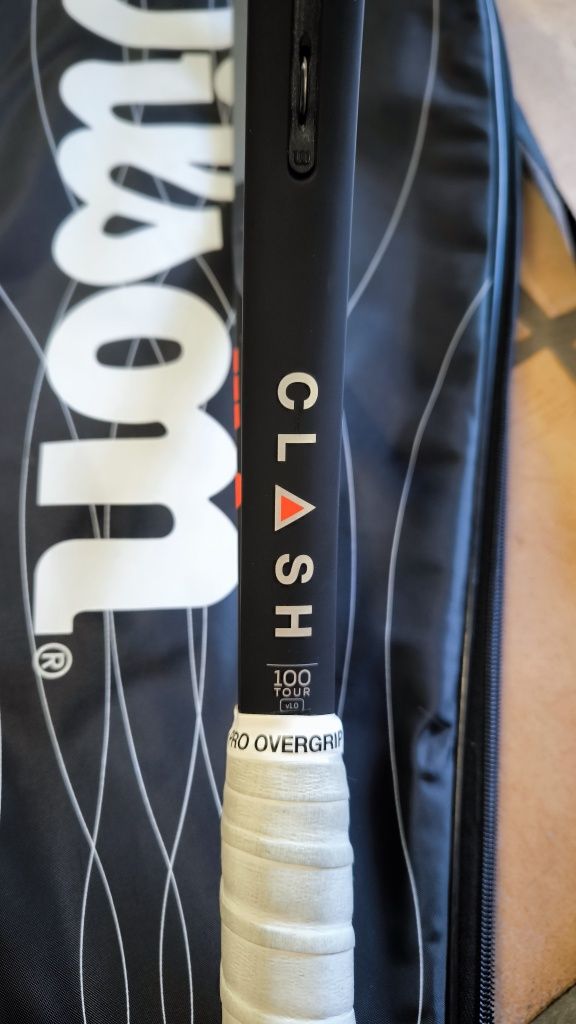 Wilson®
CLASH
100
TOUR
v1.0
PRO OVERGRIP